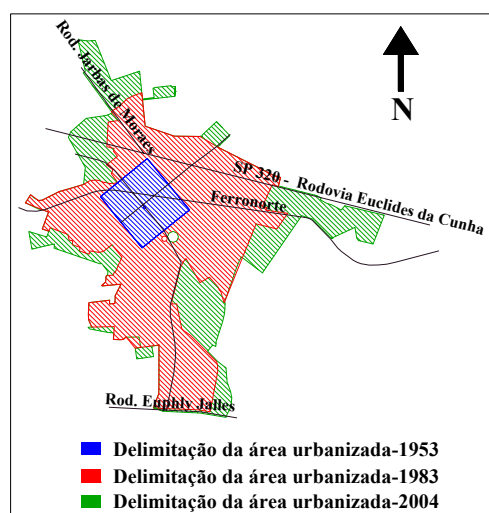 Rod. Jarbas de Moraes
N
SP 320 - Rodovia Euclides da Cunha
Ferronorte
Rod. Euphly Jalles
Delimitação da área urbanizada-1953
Delimitação da área urbanizada-1983
Delimitação da área urbanizada-2004